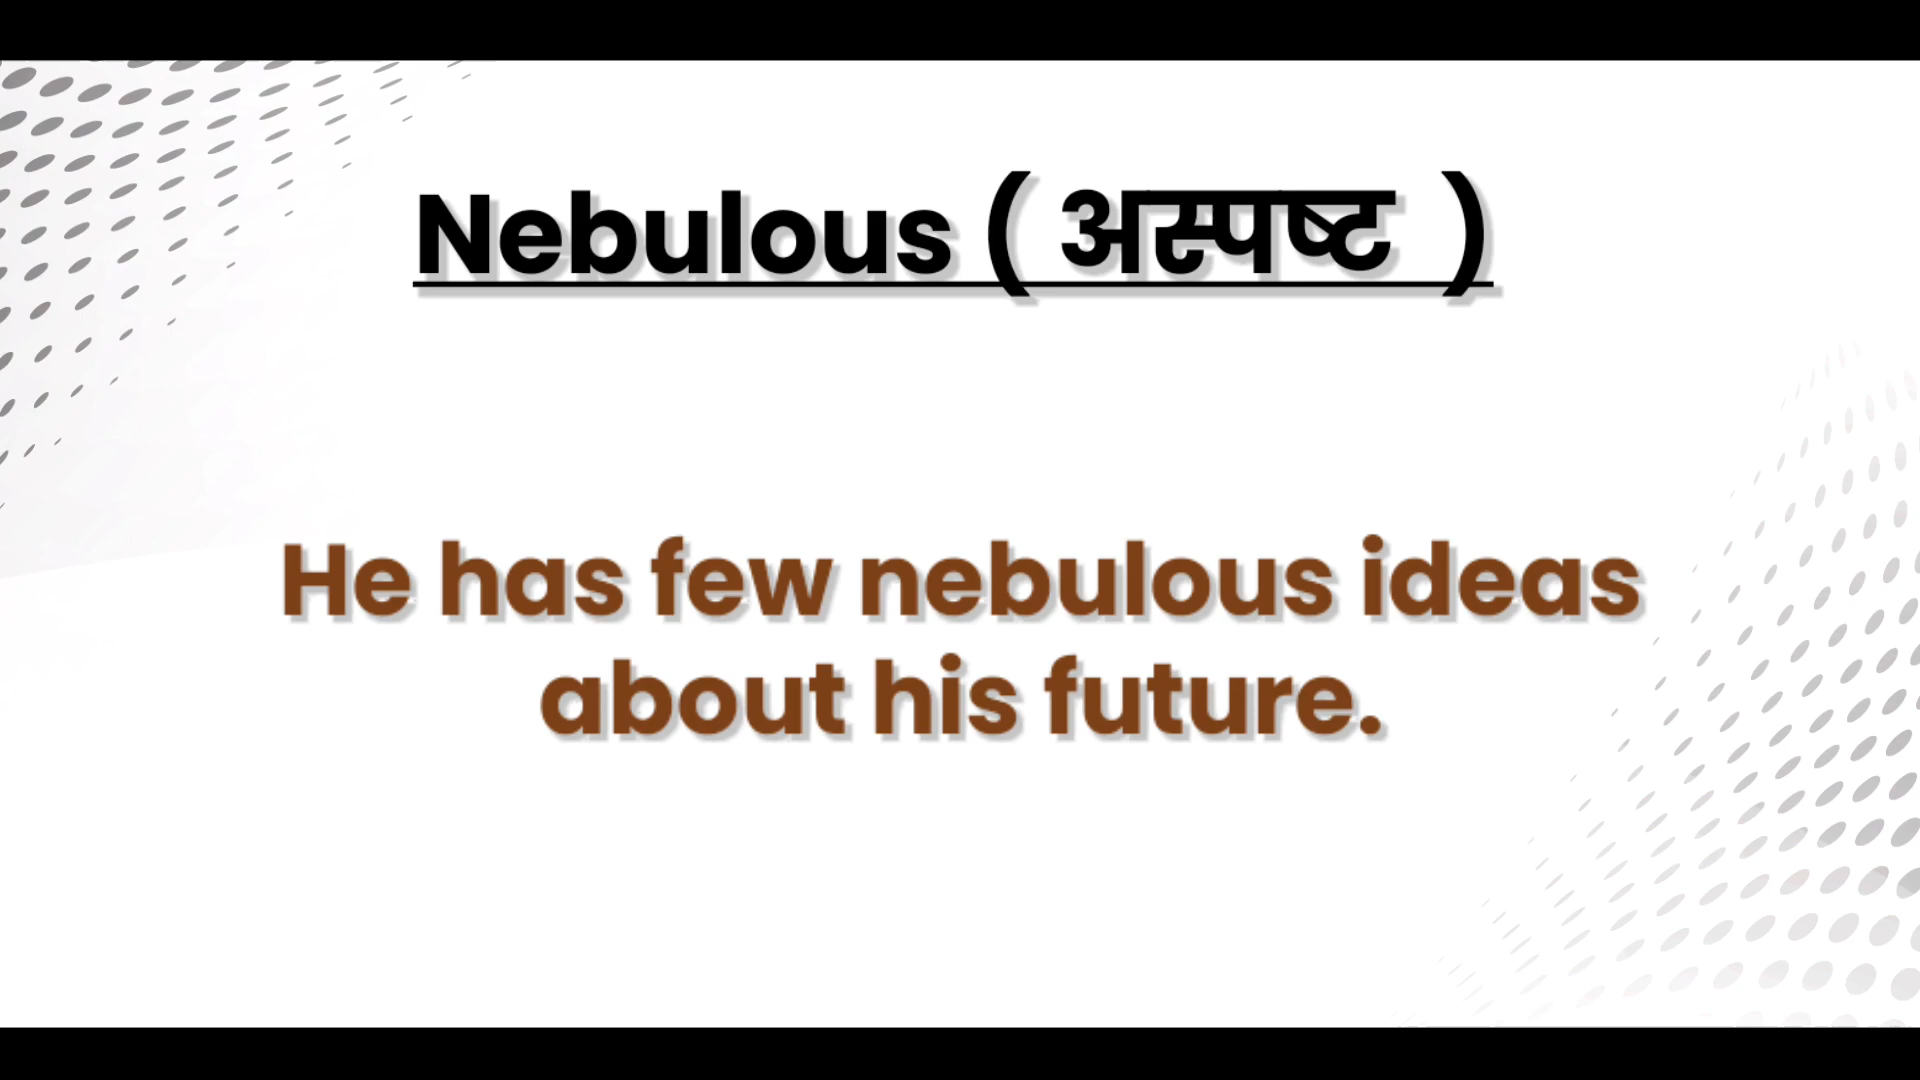 Nebulous ( अस्पष्ट )
He has few nebulous ideas
about his future.